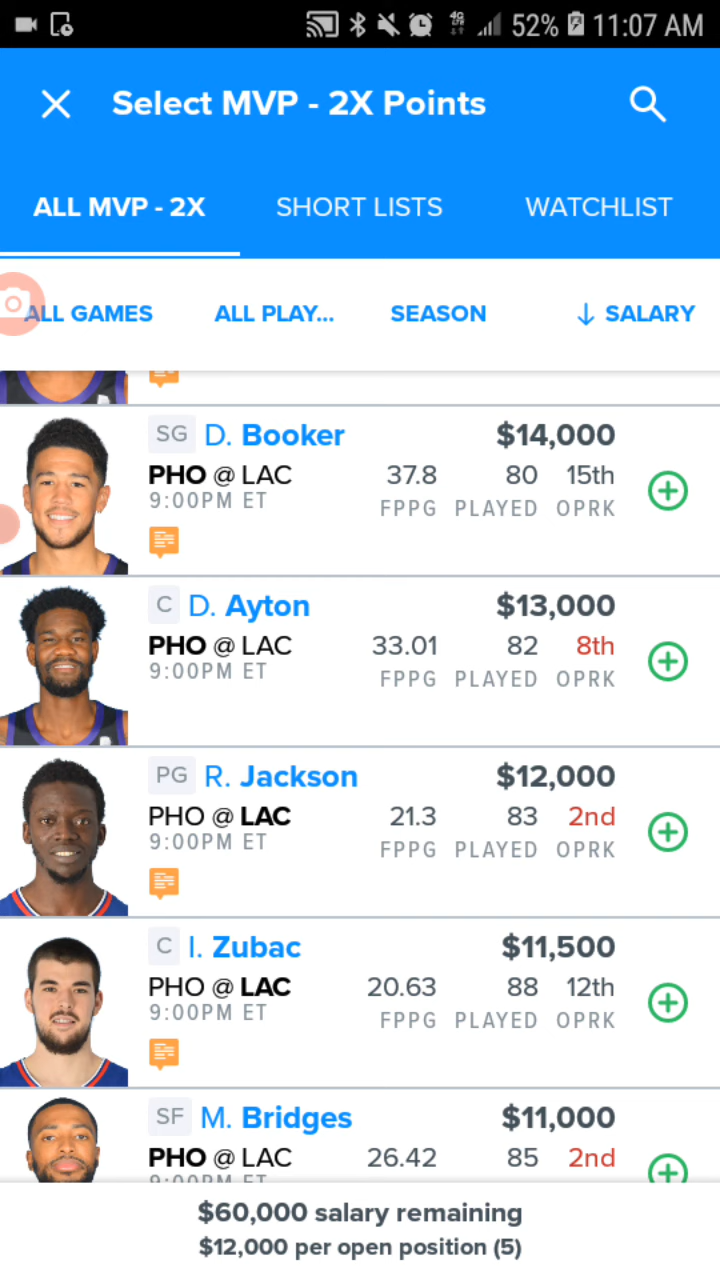 4G 52% 11:07 AM
Select MVP - 2X Points
ALL MVP - 2X SHORT LISTS WATCHLIST
ALL GAMES ALL PLAY... SEASON ↓ SALARY
SG D. Booker $14,000
PHO @ LAC 37.8 80 15th
9:00PM ET FPPG PLAYED OPRK
C D. Ayton $13,000
PHO @ LAC 33.01 82 8th
9:00PM ET FPPG PLAYED OPRK
PG R. Jackson $12,000
PHO @ LAC 21.3 83 2nd
9:00PM ET FPPG PLAYED OPRK
C I. Zubac $11,500
PHO @ LAC 20.63 88 12th
9:00PM ET FPPG PLAYED OPRK
SF M. Bridges $11,000
PHO @ LAC 26.42 85 2nd
9:00PM ET
$60,000 salary remaining
$12,000 per open position (5)